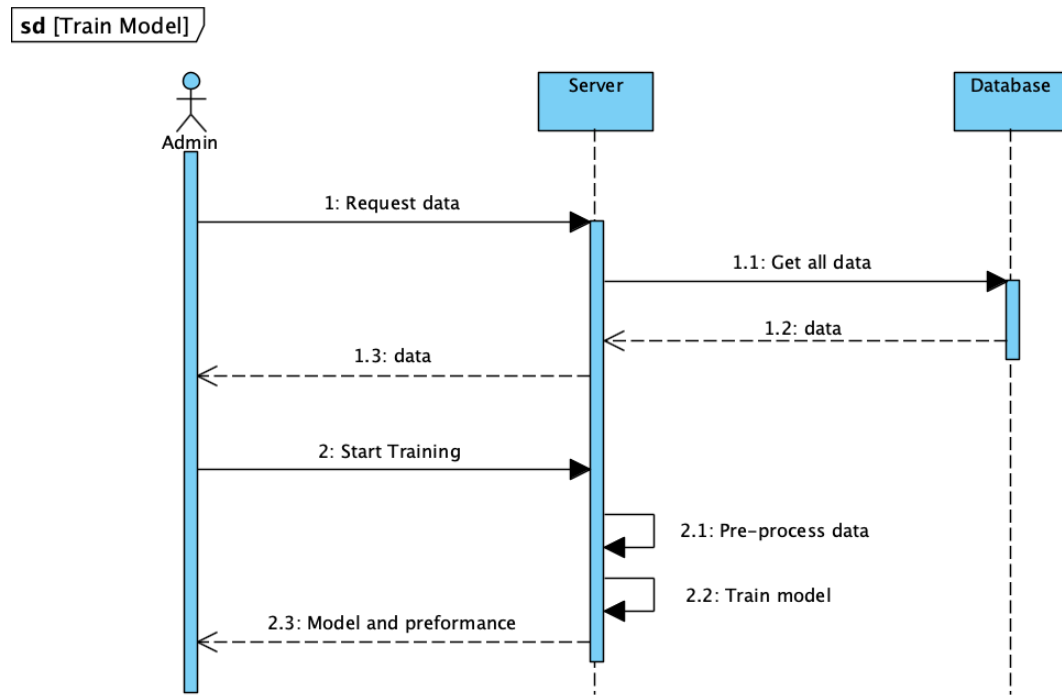 sd [Train Model]
Server
Database
Admin
1: Request data
1.1: Get all data
1.2: data
1.3: data
2: Start Training
2.1: Pre-process data
2.2: Train model
2.3: Model and preformance